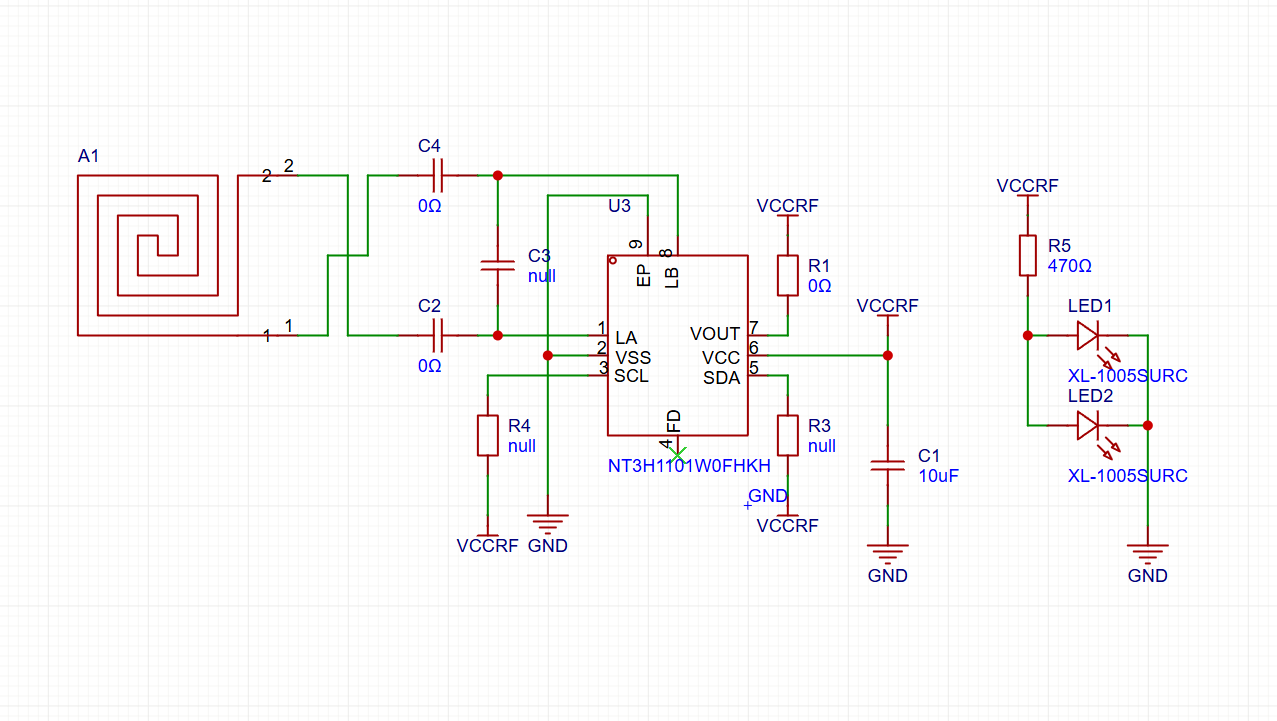 A1
2
2
1
1
C4
0Ω
C3
null
C2
0Ω
U3
9
EP
8
LB
1
LA
2
VSS
3
SCL
VOUT
7
VCC
6
SDA
5
FD
4
NT3H1101W0FHKH
R4
null
VCCRF
GND
VCCRF
R1
0Ω
R3
null
GND
VCCRF
VCCRF
C1
10uF
GND
VCCRF
R5
470Ω
LED1
XL-1005SURC
LED2
XL-1005SURC
GND